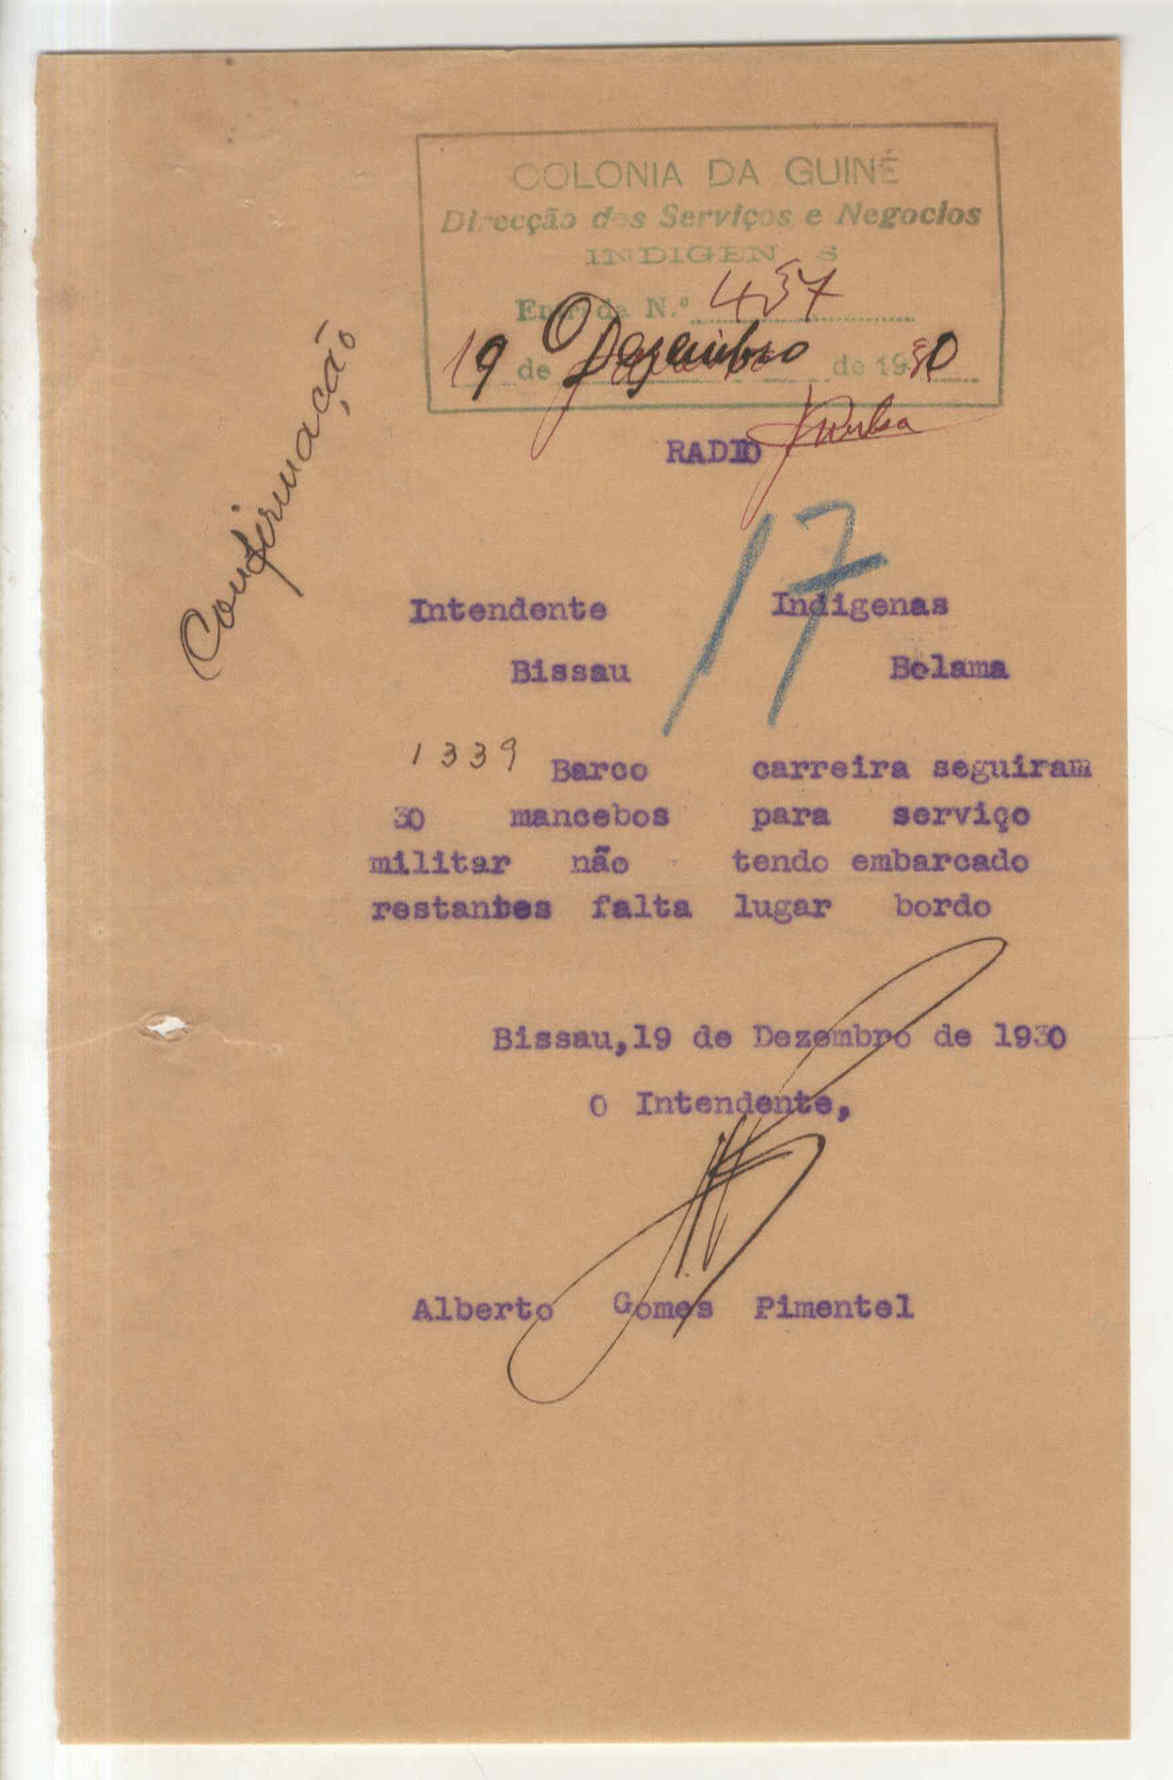 COLONIA DA GUINÉ
Direcção dos Serviços e Negocios
INDIGEN S
Entrada N.º 437
19 de Dezembro de 1930
Confirmação
RADIO
17
Intendente Indigenas
Bissau Bolama
1339 Barco carreira seguiram
30 mancebos para serviço
militar não tendo embarcado
restantes falta lugar bordo
Bissau,19 de Dezembro de 1930
O Intendente,
Alberto Gomes Pimentel